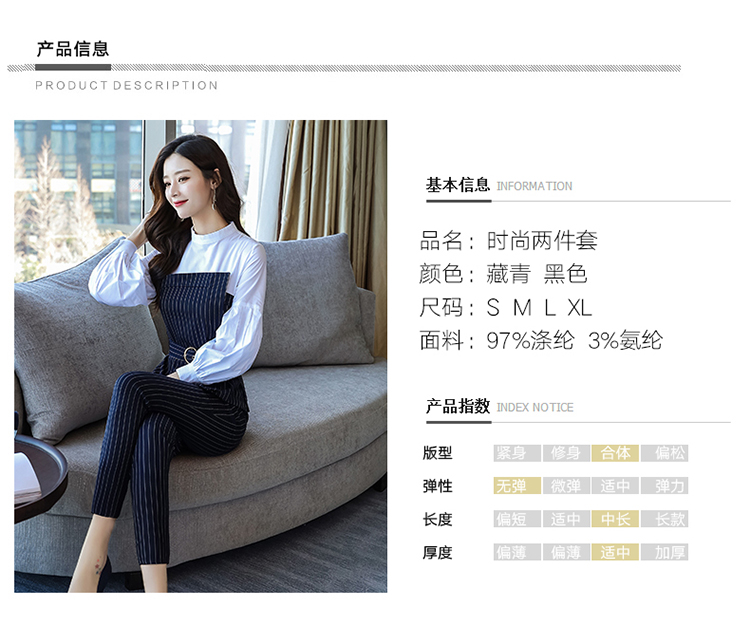 产品信息
PRODUCT DESCRIPTION
基本信息 INFORMATION
品名：时尚两件套
颜色：藏青 黑色
尺码：S M L XL
面料：97%涤纶 3%氨纶
产品指数 INDEX NOTICE
版型 紧身 修身 合体 偏松
弹性 无弹 微弹 适中 弹力
长度 偏短 适中 中长 长款
厚度 偏薄 偏薄 适中 加厚